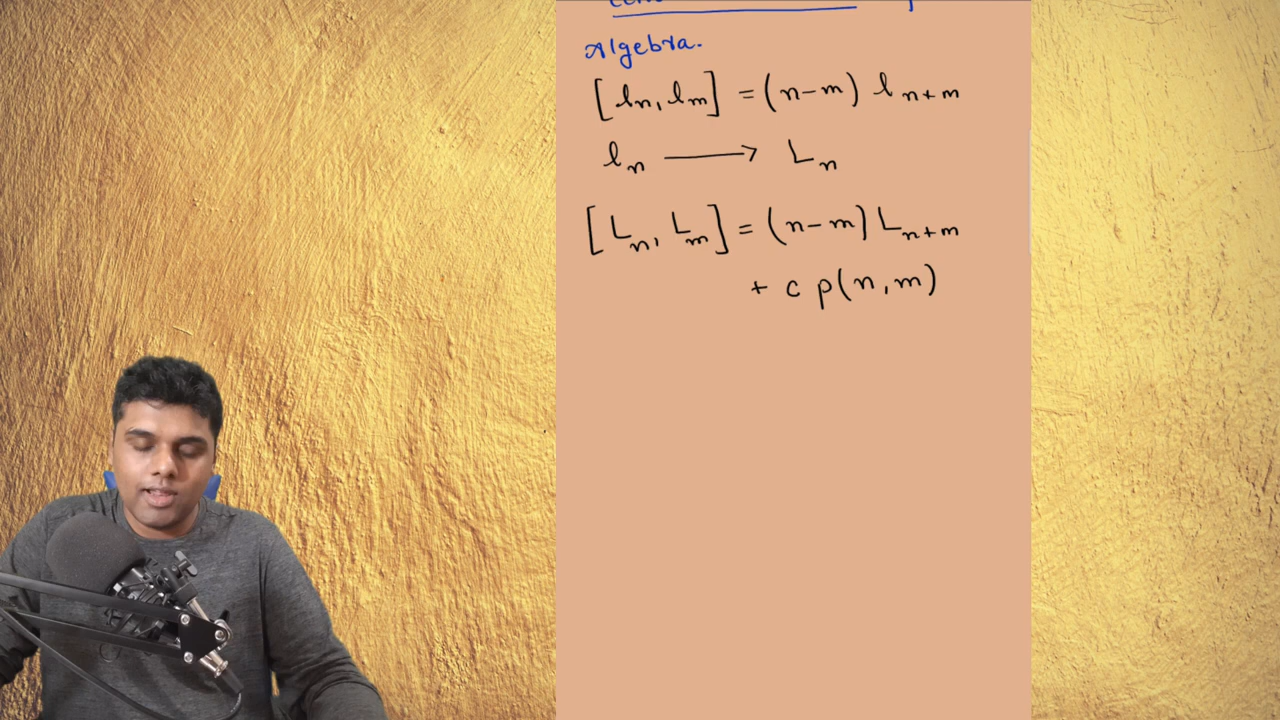 Algebra.
[ℓn, ℓm] = (n-m) ℓn+m
ℓn ⟶ Ln
[Ln, Lm] = (n-m) Ln+m
+ c p(n,m)